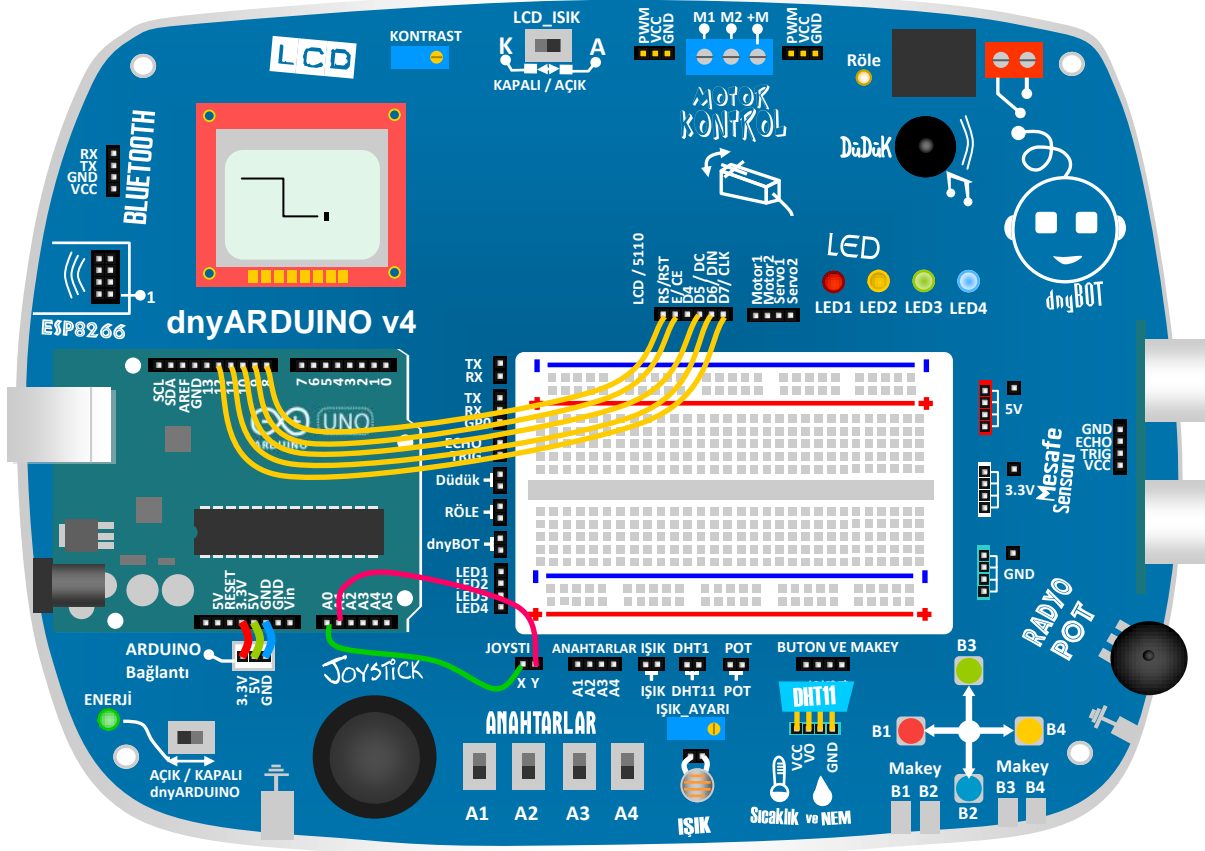 LCD
KONTRAST
LCD_ISIK
K
A
KAPALI / AÇIK
PWM
VCC
GND
M1 M2 +M
PWM
VCC
GND
Röle
MOTOR
KONTROL
DüDüK
BLUETOOTH
RX
TX
GND
VCC
1
ESP8266
dnyARDUINO v4
LCD / 5110
RS/RST
E/CE
D4
D5 / DC
D6/ DIN
D7/ CLK
Motor1
Motor2
Servo1
Servo2
LED
LED1 LED2 LED3 LED4
dnyBOT
SCL
SDA
AREF
GND
13
12
11
10
9
8
7
6
5
4
3
2
1
0
UNO
ARDUINO
TX
RX
TX
RX
GP0
ECHO
TRIG
Düdük
RÖLE
dnyBOT
LED1
LED2
LED3
LED4
5V
3.3V
GND
Mesafe
Sensoru
GND
ECHO
TRIG
VCC
RADYO
POT
5V
RESET
3.3V
5V
GND
GND
Vin
A0
A1
A2
A3
A4
A5
ARDUINO
Bağlantı
3.3V
5V
GND
ENERJİ
AÇIK / KAPALI
dnyARDUINO
JOYSTICK
JOYSTI
X Y
ANAHTARLAR
A1
A2
A3
A4
IŞIK
IŞIK
DHT1
DHT11
POT
POT
IŞIK_AYARI
BUTON VE MAKEY
DHT11
VCC
VO
GND
ANAHTARLAR
A1 A2 A3 A4
IŞIK
Sıcaklık ve NEM
B3
B1
B4
B2
Makey
B1 B2
Makey
B3 B4